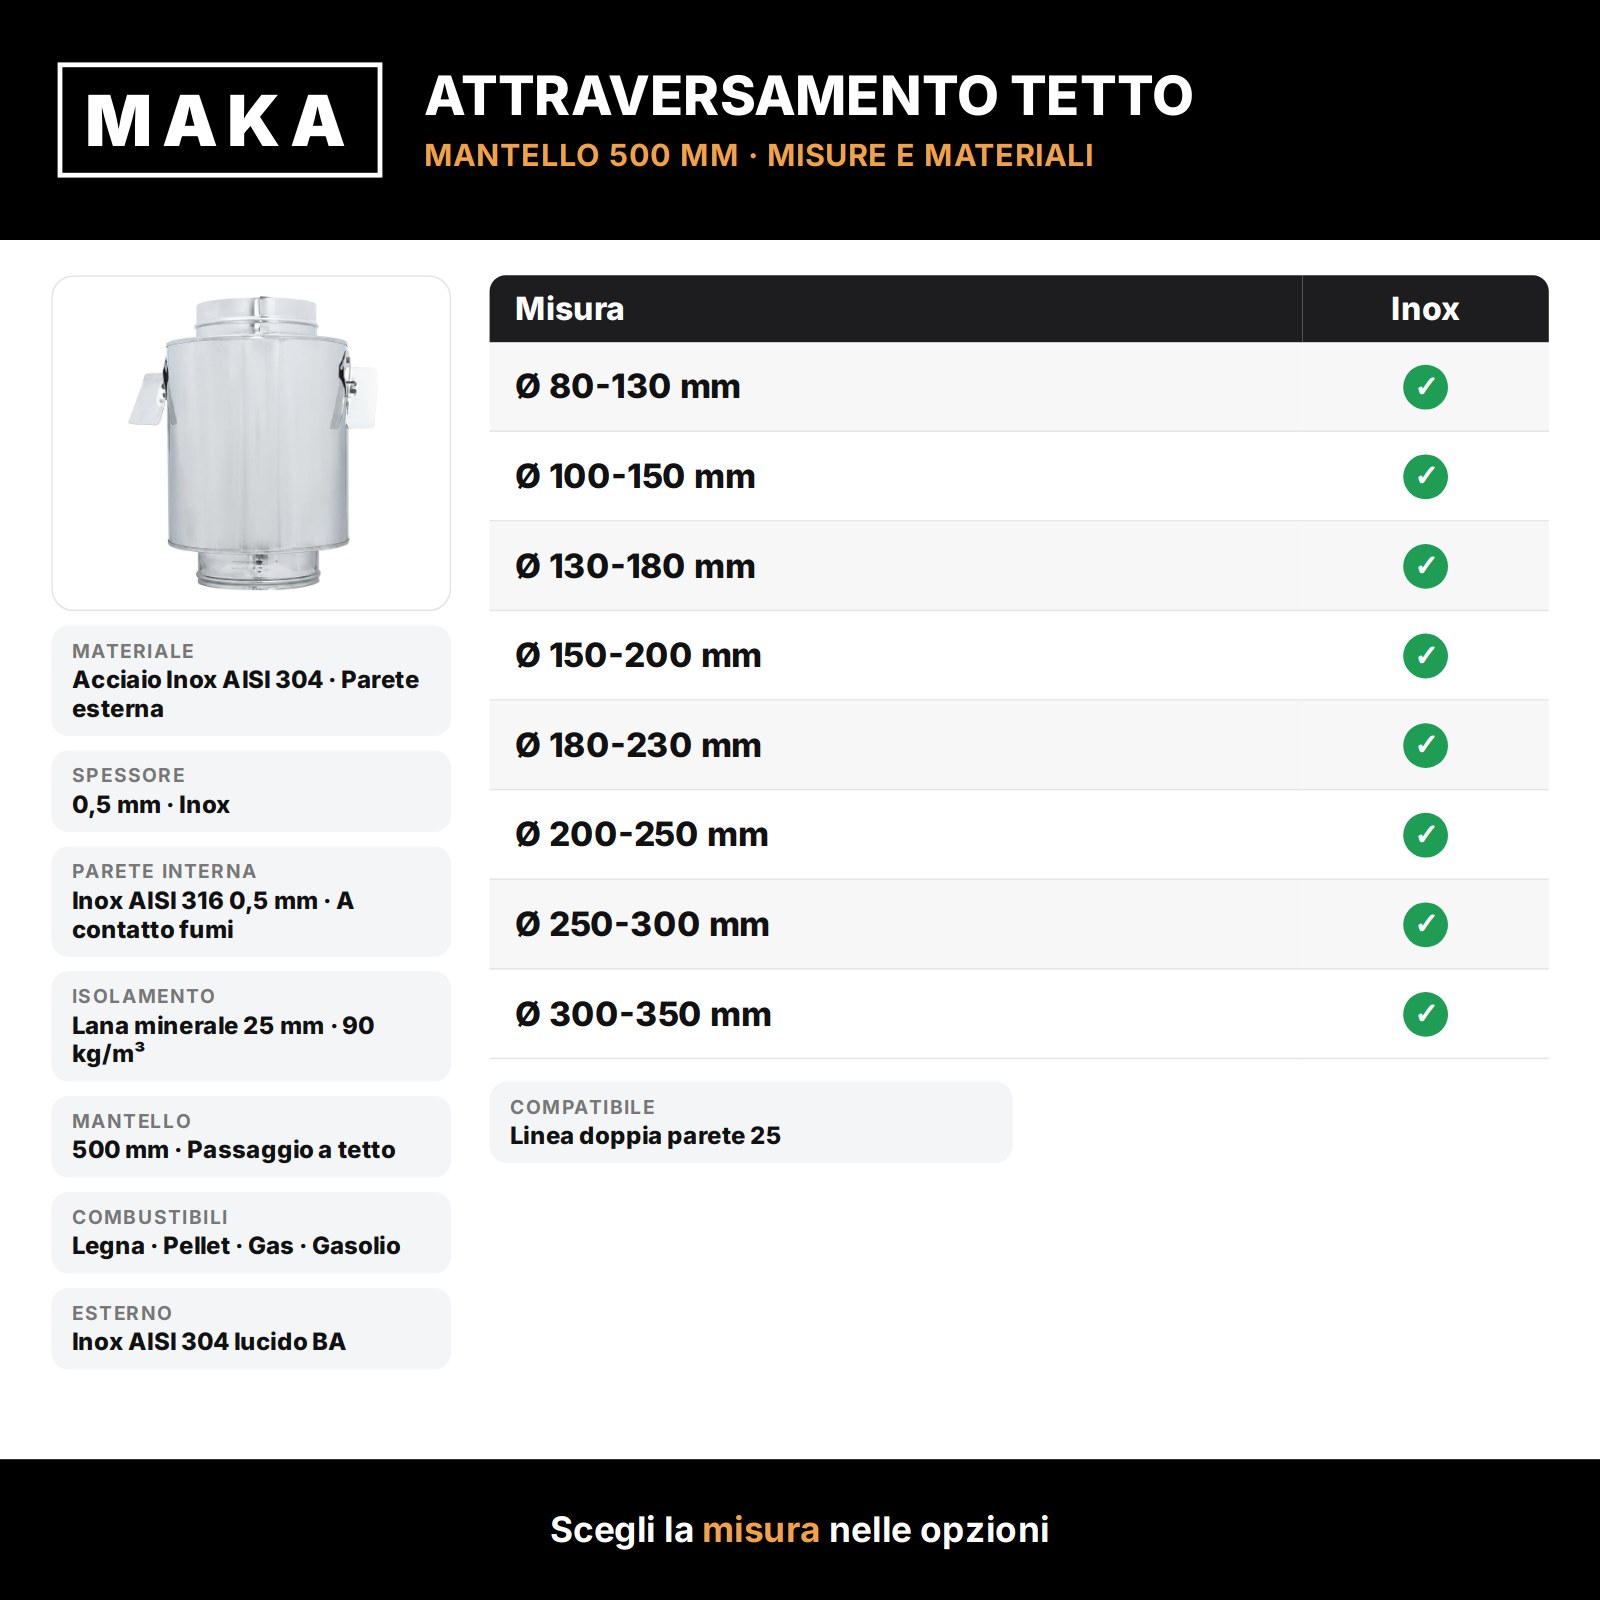 MAKA
ATTRAVERSAMENTO TETTO
MANTELLO 500 MM · MISURE E MATERIALI
MATERIALE
Acciaio Inox AISI 304 · Parete
esterna
SPESSORE
0,5 mm · Inox
PARETE INTERNA
Inox AISI 316 0,5 mm · A
contatto fumi
ISOLAMENTO
Lana minerale 25 mm · 90
kg/m³
MANTELLO
500 mm · Passaggio a tetto
COMBUSTIBILI
Legna · Pellet · Gas · Gasolio
ESTERNO
Inox AISI 304 lucido BA
Misura Inox
Ø 80-130 mm ✓
Ø 100-150 mm ✓
Ø 130-180 mm ✓
Ø 150-200 mm ✓
Ø 180-230 mm ✓
Ø 200-250 mm ✓
Ø 250-300 mm ✓
Ø 300-350 mm ✓
COMPATIBILE
Linea doppia parete 25
Scegli la misura nelle opzioni